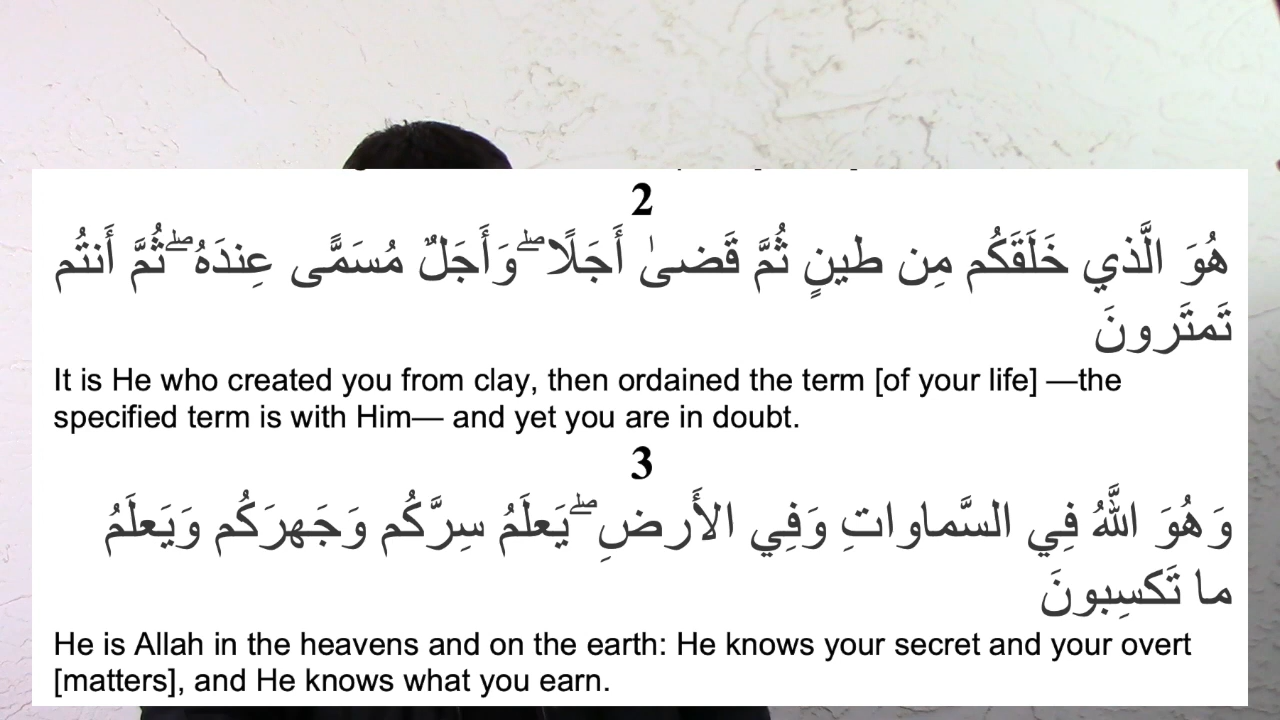 2
هُوَ الَّذي خَلَقَكُم مِن طينٍ ثُمَّ قَضىٰ أَجَلًا ۖ وَأَجَلٌ مُسَمًّى عِندَهُ ۖ ثُمَّ أَنتُم
تَمتَرونَ
It is He who created you from clay, then ordained the term [of your life] —the
specified term is with Him— and yet you are in doubt.
3
وَهُوَ اللَّهُ فِي السَّماواتِ وَفِي الأَرضِ ۖ يَعلَمُ سِرَّكُم وَجَهرَكُم وَيَعلَمُ
ما تَكسِبونَ
He is Allah in the heavens and on the earth: He knows your secret and your overt
[matters], and He knows what you earn.